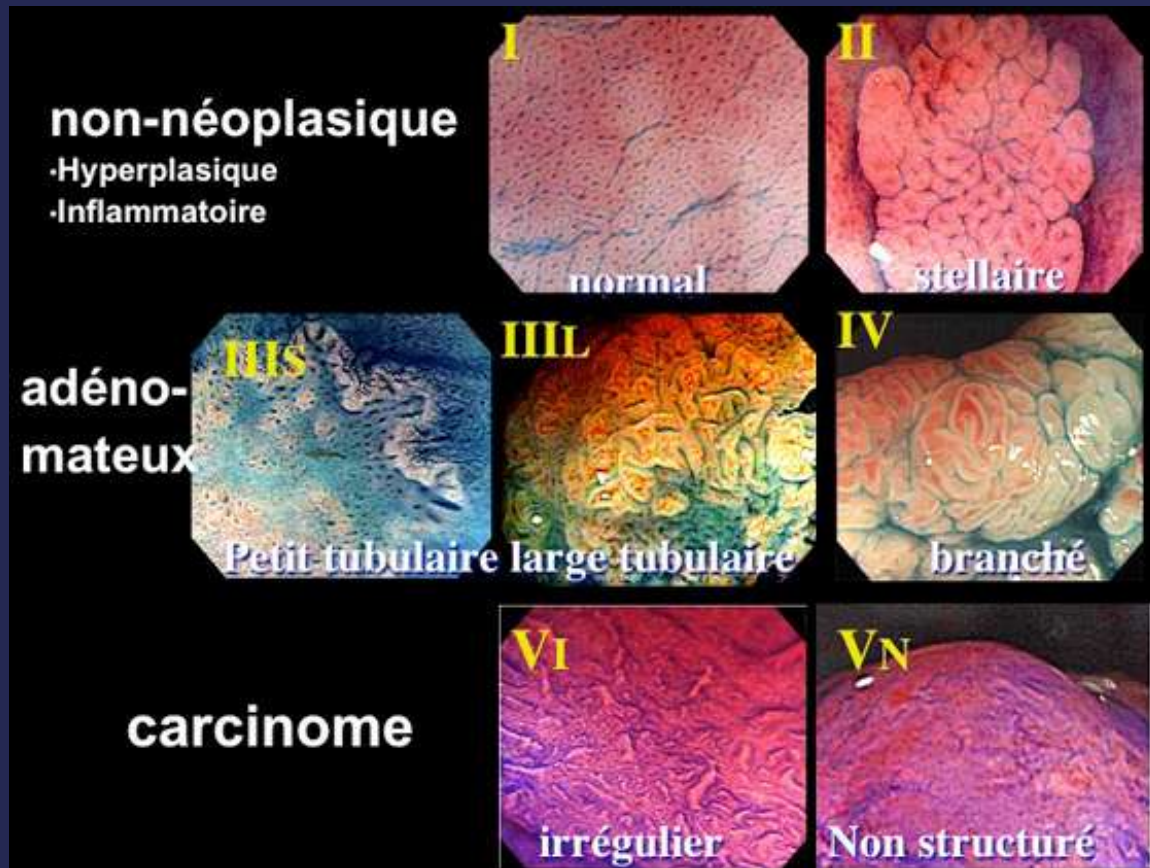 non-néoplasique
•Hyperplasique
•Inflammatoire
I
normal
II
stellaire
adéno-
mateux
IIIS
IIIL
Petit tubulaire large tubulaire
IV
branché
carcinome
VI
irrégulier
VN
Non structuré